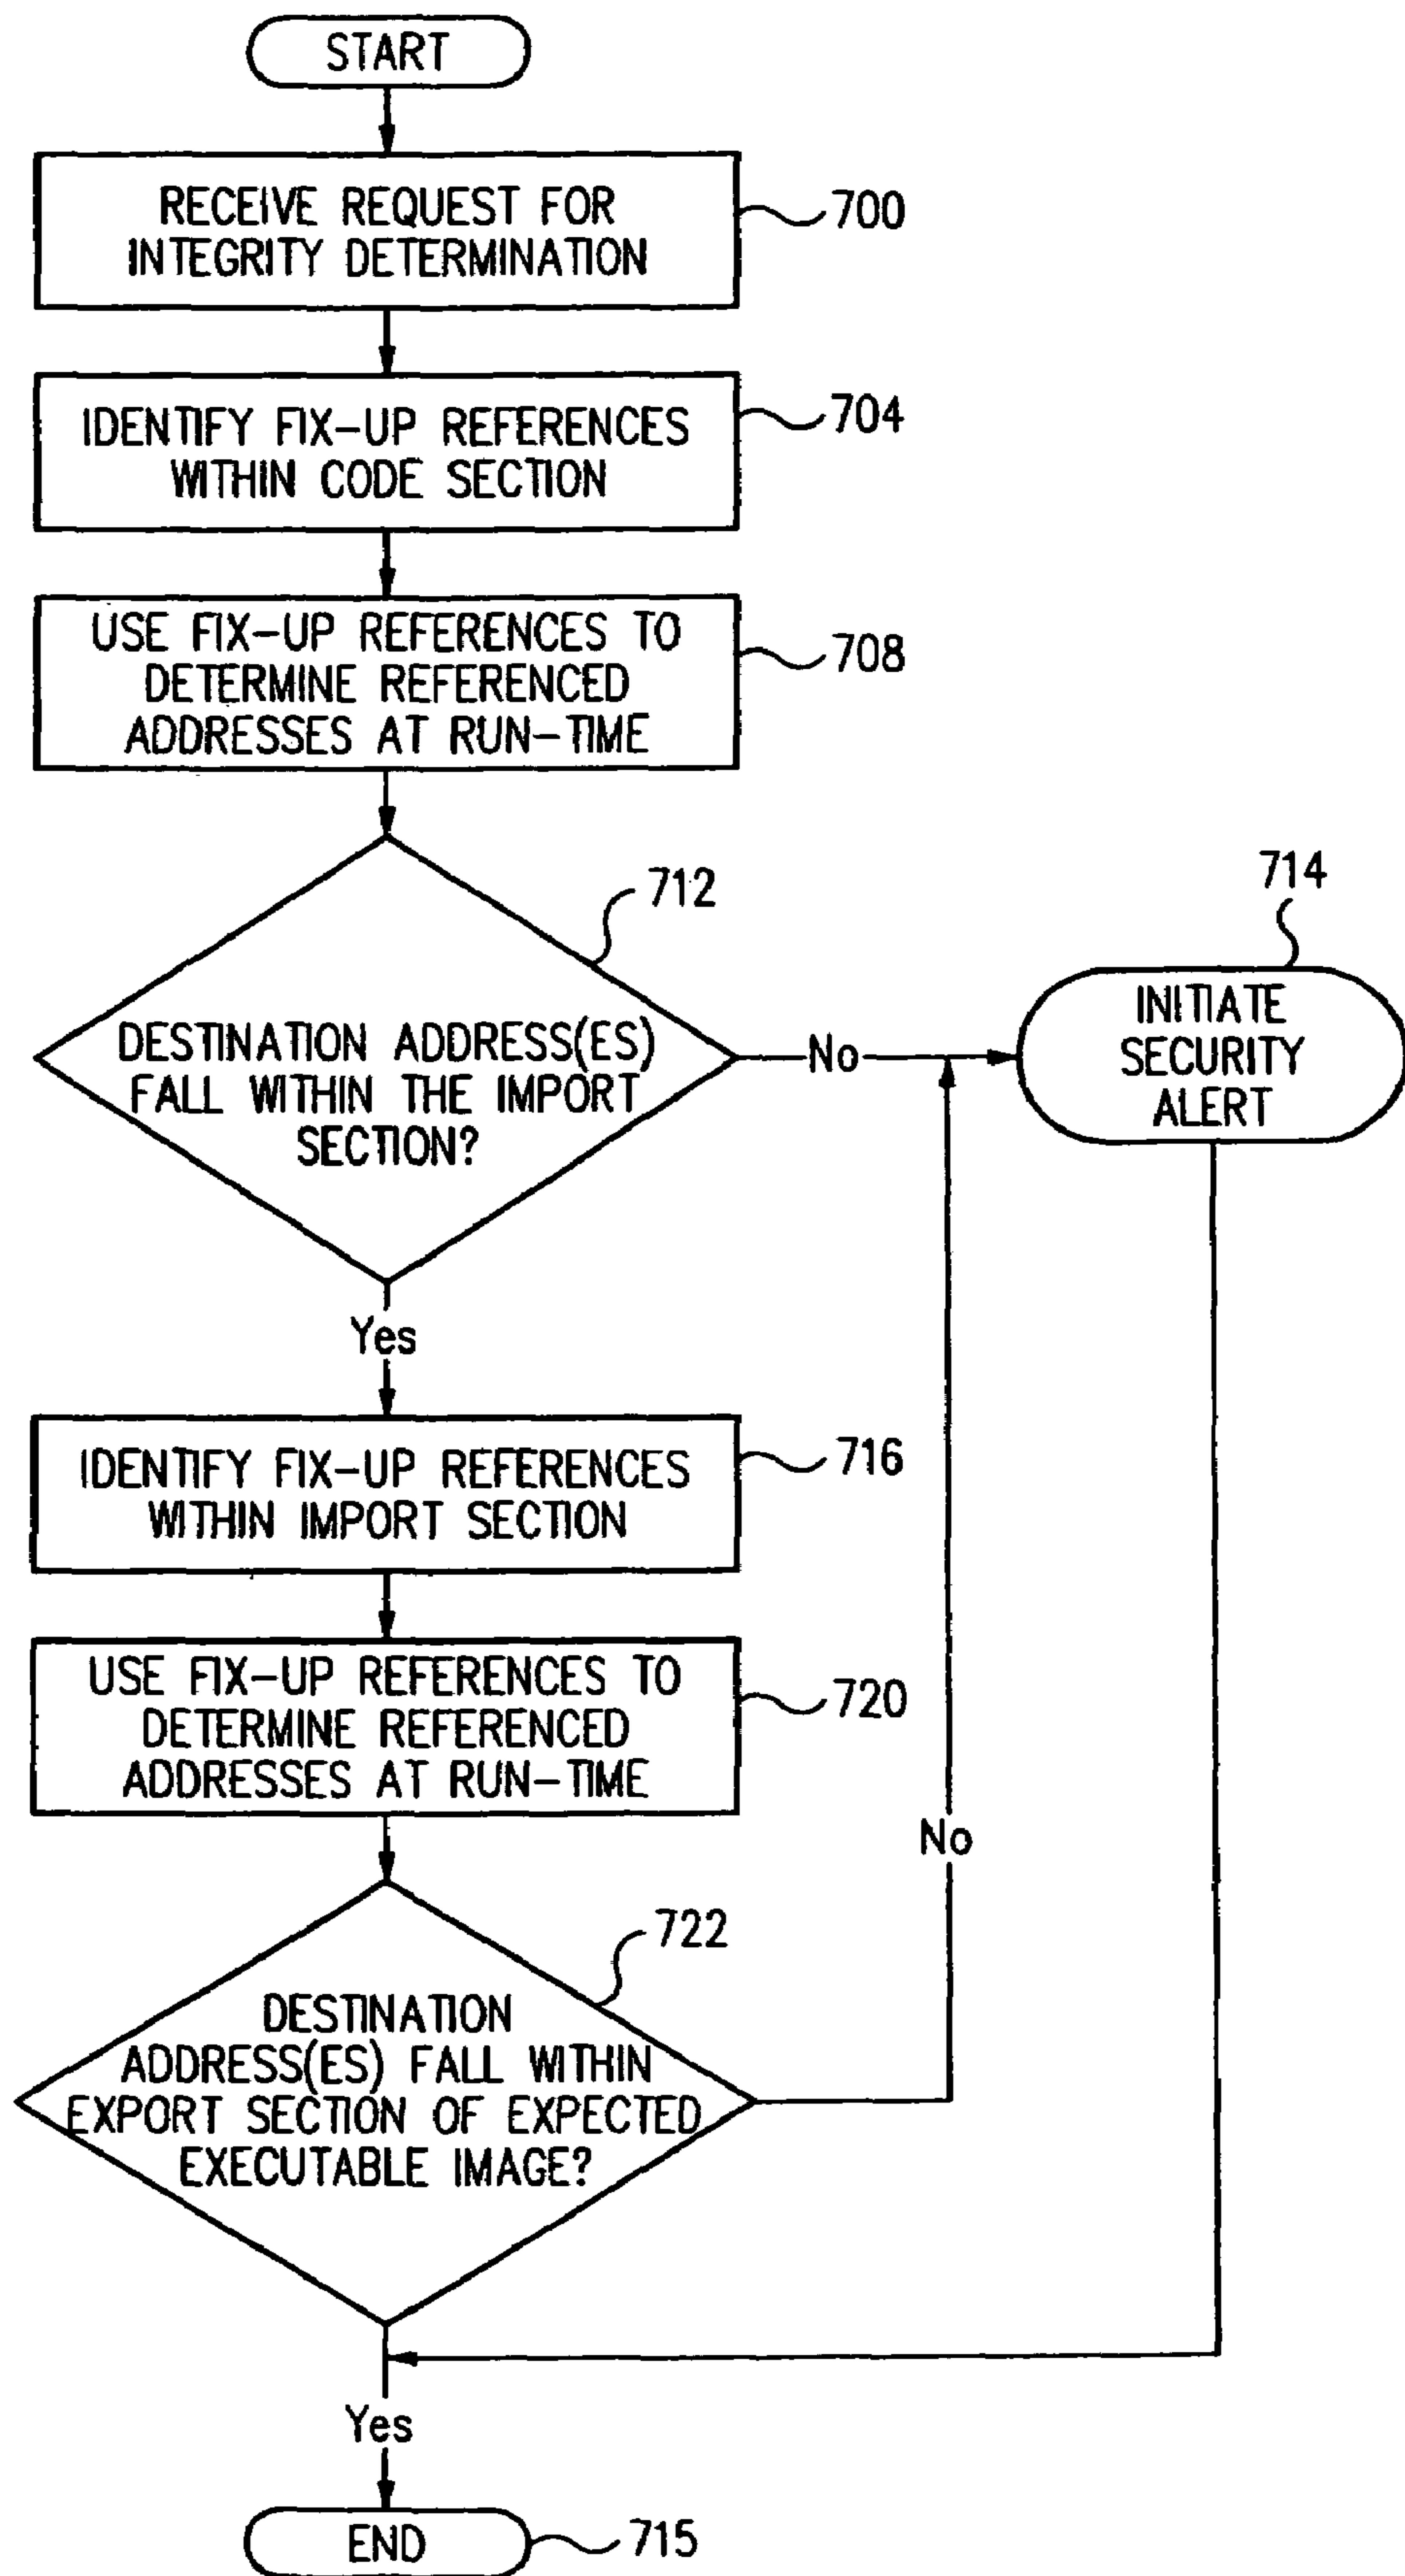 START
RECEIVE REQUEST FOR
INTEGRITY DETERMINATION
700
IDENTIFY FIX-UP REFERENCES
WITHIN CODE SECTION
704
USE FIX-UP REFERENCES TO
DETERMINE REFERENCED
ADDRESSES AT RUN-TIME
708
712
DESTINATION ADDRESS(ES)
FALL WITHIN THE IMPORT
SECTION?
No
714
INITIATE
SECURITY
ALERT
Yes
IDENTIFY FIX-UP REFERENCES
WITHIN IMPORT SECTION
716
USE FIX-UP REFERENCES TO
DETERMINE REFERENCED
ADDRESSES AT RUN-TIME
720
No
722
DESTINATION
ADDRESS(ES) FALL WITHIN
EXPORT SECTION OF EXPECTED
EXECUTABLE IMAGE?
Yes
END
715